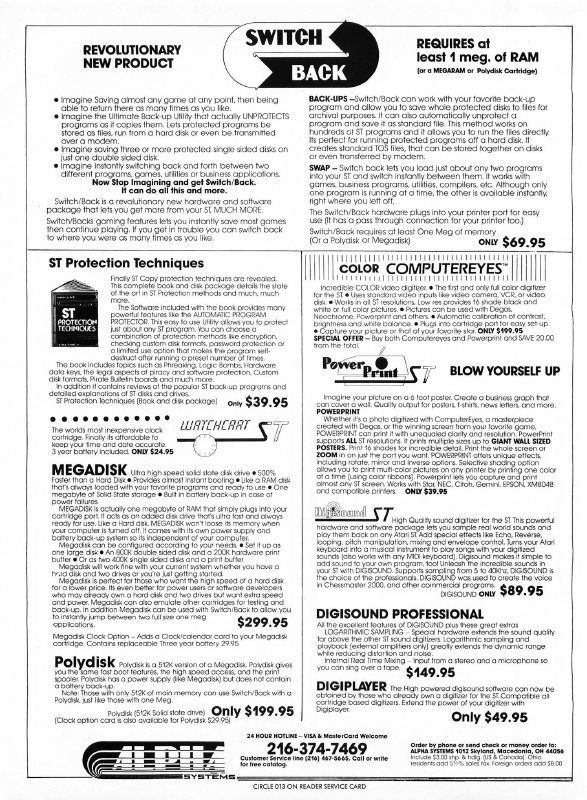 REVOLUTIONARY
NEW PRODUCT
SWITCH
BACK
REQUIRES at
least 1 meg. of RAM
(or a MEGARAM or Polydisk Cartridge)
● Imagine Saving almost any game at any point, then being
able to return there as many times as you like.
● Imagine the Ultimate Back-up Utility that actually UNPROTECTS
programs as it copies them. Lets protected programs be
stored as files, run from a hard disk or even be transmitted
over a modem.
● Imagine saving three or more protected single sided disks on
just one double sided disk.
● Imagine instantly switching back and forth between two
different programs, games, utilities or business applications.
Now Stop Imagining and get Switch/Back.
It can do all this and more.
Switch/Back is a revolutionary new hardware and software
package that lets you get more from your ST, MUCH MORE.
Switch/Backs gaming features lets you instantly save most games
then continue playing. If you get in trouble you can switch back
to where you were as many times as you like.
BACK-UPS –Switch/Back can work with your favorite back-up
program and allow you to save whole protected disks to files for
archival purposes. It can also automatically unprotect a
program and save it as standard file. This method works on
hundreds of ST programs and it allows you to run the files directly.
Its perfect for running protected programs off a hard disk. It
creates standard TOS files, that can be stored together on disks
or even transferred by modem.
SWAP – Switch back lets you load just about any two programs
into your ST and switch instantly between them. It works with
games, business programs, utilities, compilers, etc. Although only
one program is running at a time, the other is available instantly,
right where you left off.
The Switch/Back hardware plugs into your printer port for easy
use (It has a pass through connection for your printer too.)
Switch/Back requires at least One Meg of memory
(Or a Polydisk or Megadisk)
ONLY $69.95
ST Protection Techniques
ST
PROTECTION
TECHNIQUES
Finally ST Copy protection techniques are revealed.
This complete book and disk package details the state
of the art in ST Protection methods and much, much
more.
The Software included with the book provides many
powerful features like the AUTOMATIC PROGRAM
PROTECTOR. This easy to use Utility allows you to protect
just about any ST program. You can choose a
combination of protection methods like encryption,
checking custom disk formats, password protection or
a limited use option that makes the program self-
destruct after running a preset number of times.
The book includes topics such as Phreaking, Logic Bombs, Hardware
data keys, the legal aspects of piracy and software protection, Custom
disk formats, Pirate Bulletin boards and much more.
In addition it contains reviews of the popular ST back-up programs and
detailed explanations of ST disks and drives.
ST Protection Techniques (Book and disk package)
Only $39.95
The worlds most inexpensive clock
cartridge. Finally its affordable to
keep your time and date accurate.
3 year battery included. ONLY $24.95
WATCHCART ST
MEGADISK Ultra high speed solid state disk drive ● 500%
Faster than a Hard Disk ● Provides almost instant booting ● Like a RAM disk
that's always loaded with your favorite programs and ready to use ● One
megabyte of Solid State storage ● Built in battery back-up in case of
power failures
MEGADISK is actually one megabyte of RAM that simply plugs into your
cartridge port. It acts as an added disk drive that's ultra fast and always
ready for use. Like a Hard disk, MEGADISK won't loose its memory when
your computer is turned off. It comes with its own power supply and
battery back-up system so its independent of your computer.
Megadisk can be configured according to your needs ● Set it up as
one large disk ● An 800K double sided disk and a 200K hardware print
buffer ● Or as two 400K single sided disks and a print buffer
Megadisk will work fine with your current system whether you have a
hard disk and two drives or you're just getting started.
Megadisk is perfect for those who want the high speed of a hard disk
for a lower price. Its even better for power users or software developers
who may already own a hard disk and two drives but want extra speed
and power. Megadisk can also emulate other cartridges for testing and
back-up. In addition Megadisk can be used with Switch/Back to allow you
to instantly jump between two full size one meg
applications.
$299.95
Megadisk Clock Option – Adds a Clock/calendar card to your Megadisk
cartridge. Contains replaceable Three year battery 29.95
Polydisk Polydisk is a 512K version of a Megadisk. Polydisk gives
you the same fast boot features, the high speed access, and the print
spooler. Polydisk has a power supply (like Megadisk) but does not contain
a battery back-up.
Note: Those with only 512K of main memory can use Switch/Back with a
Polydisk, just like those with one Meg.
Polydisk (512K Solid state drive)
Only $199.95
(Clock option card is also available for Polydisk $29.95)
COLOR COMPUTEREYES™
Incredible COLOR video digitizer. ● The first and only full color digitizer
for the ST. ● Uses standard video inputs like video camera, VCR, or video
disk. ● Works in all ST resolutions. Low res provides 16 shade black and
white or full color pictures. ● Pictures can be used with Degas,
Neochrome, Powerprint and others. ● Automatic calibration of contrast,
brightness and white balance. ● Plugs into cartridge port for easy set-up.
● Capture your picture or that of your favorite star. ONLY $199.95
SPECIAL OFFER – Buy both Computereyes and Powerprint and SAVE 20.00
from the total.
Power
Print ST
BLOW YOURSELF UP
Imagine your picture on a 6 foot poster. Create a business graph that
can cover a wall. Quality output for posters, t-shirts, news letters, and more.
POWERPRINT
Whether it's a photo digitized with ComputerEyes, a masterpiece
created with Degas, or the winning screen from your favorite game,
POWERPRINT can print it with unequaled clarity and resolution. PowerPrint
supports ALL ST resolutions. It prints multiple sizes up to GIANT WALL SIZED
POSTERS. Print 16 shades for incredible detail. Print the whole screen or
ZOOM in on just the part you want. POWERPRINT offers unique effects,
including rotate, mirror and inverse options. Selective shading option
allows you to print multi-color pictures on any printer by printing one color
at a time (using color ribbons). Powerprint lets you capture and print
almost any ST screen. Works with Star, NEC, Citoh, Gemini, EPSON, XM8048
and compatible printers. ONLY $39.95
Digisound ST
High Quality sound digitizer for the ST. This powerful
hardware and software package lets you sample real world sounds and
play them back on any Atari ST. Add special effects like Echo, Reverse,
looping, pitch manipulation, mixing and envelope control. Turns your Atari
keyboard into a musical instrument to play songs with your digitized
sounds (also works with any MIDI keyboard). Digisound makes it simple to
add sound to your own program, too! Unleash the incredible sounds in
your ST with DIGISOUND. Supports sampling from 5 to 40khz, DIGISOUND is
the choice of the professionals. DIGISOUND was used to create the voice
in Chessmaster 2000, and other commercial programs.
DIGISOUND ONLY $89.95
DIGISOUND PROFESSIONAL
All the excellent features of DIGISOUND plus these great extras
LOGARITHMIC SAMPLING – Special hardware extends the sound quality
far above the other ST sound digitizers. Logarithmic sampling and
playback (external amplifiers only) greatly extends the dynamic range
while reducing distortion and noise.
Internal Real Time Mixing – Input from a stereo and a microphone so
you can sing over a tape. $149.95
DIGIPLAYER The High powered digisound software can now be
obtained by those who already own a digitizer for the ST. Compatible all
cartridge based digitizers. Extend the power of your digitizer with
Digiplayer.
Only $49.95
ALPHA
SYSTEMS
24 HOUR HOTLINE – VISA & MasterCard Welcome
216-374-7469
Customer Service line (216) 467-5665. Call or write
for free catalog.
Order by phone or send check or money order to:
ALPHA SYSTEMS 1012 Skyland, Macedonia, OH 44056
Include $3.00 shp. & hdlg. (US & Canada). Ohio
residents add 5½% sales tax. Foreign orders add $8.00
CIRCLE 013 ON READER SERVICE CARD